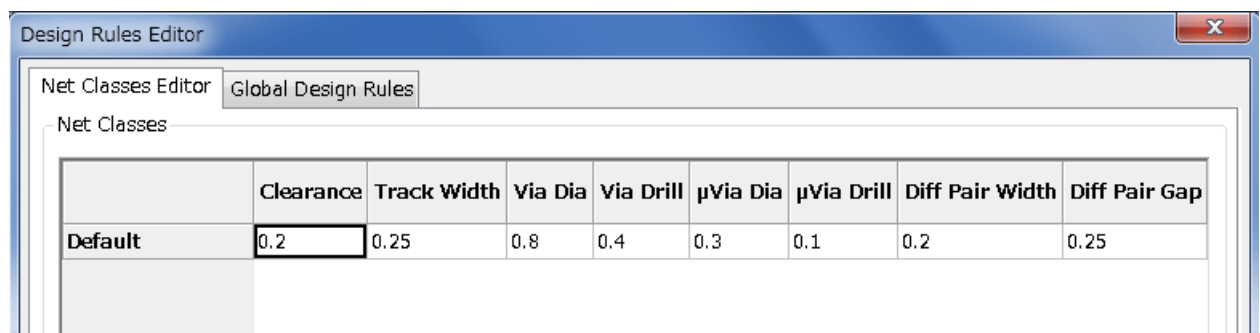 Design Rules Editor
X
Net Classes Editor Global Design Rules
Net Classes
Clearance Track Width Via Dia Via Drill µVia Dia µVia Drill Diff Pair Width Diff Pair Gap
Default 0.2 0.25 0.8 0.4 0.3 0.1 0.2 0.25